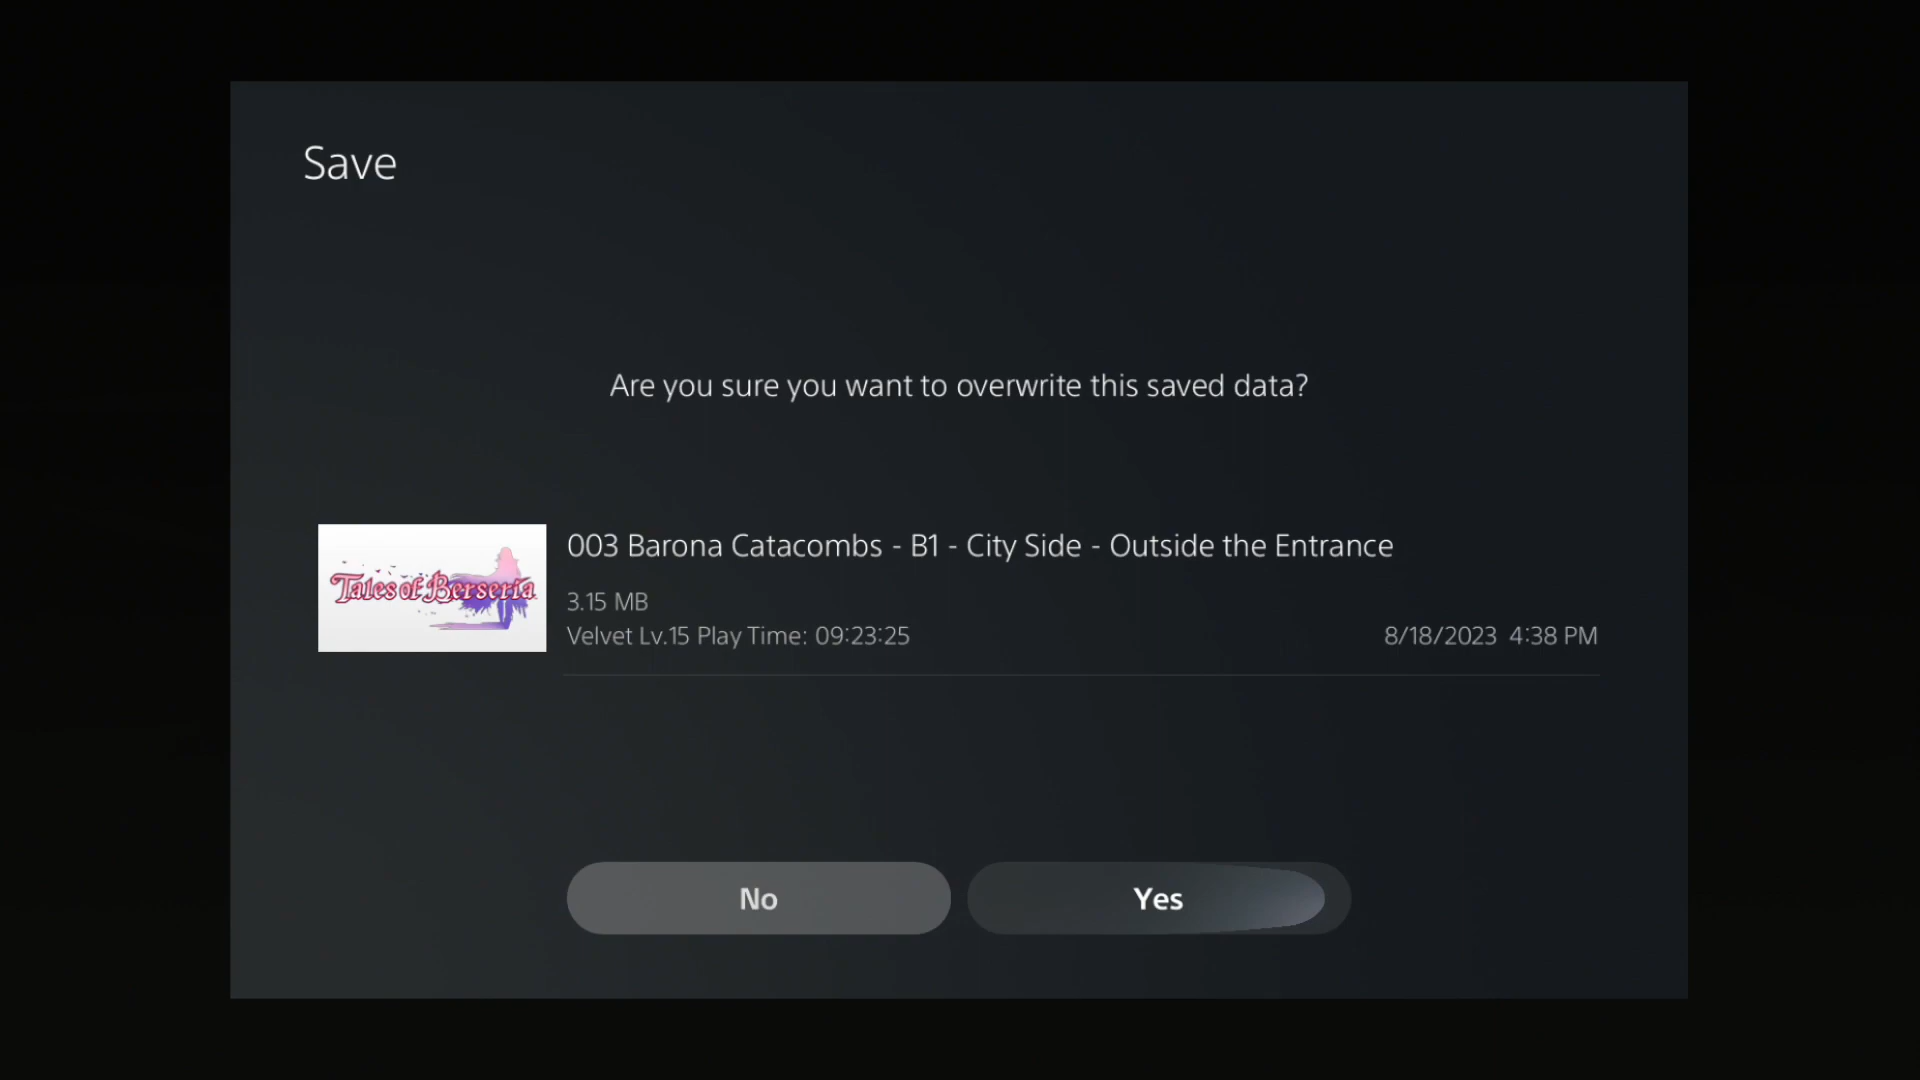 Save
Are you sure you want to overwrite this saved data?
Tales of Berseria
003 Barona Catacombs - B1 - City Side - Outside the Entrance
3.15 MB
Velvet Lv.15 Play Time: 09:23:25
8/18/2023 4:38 PM
No
Yes